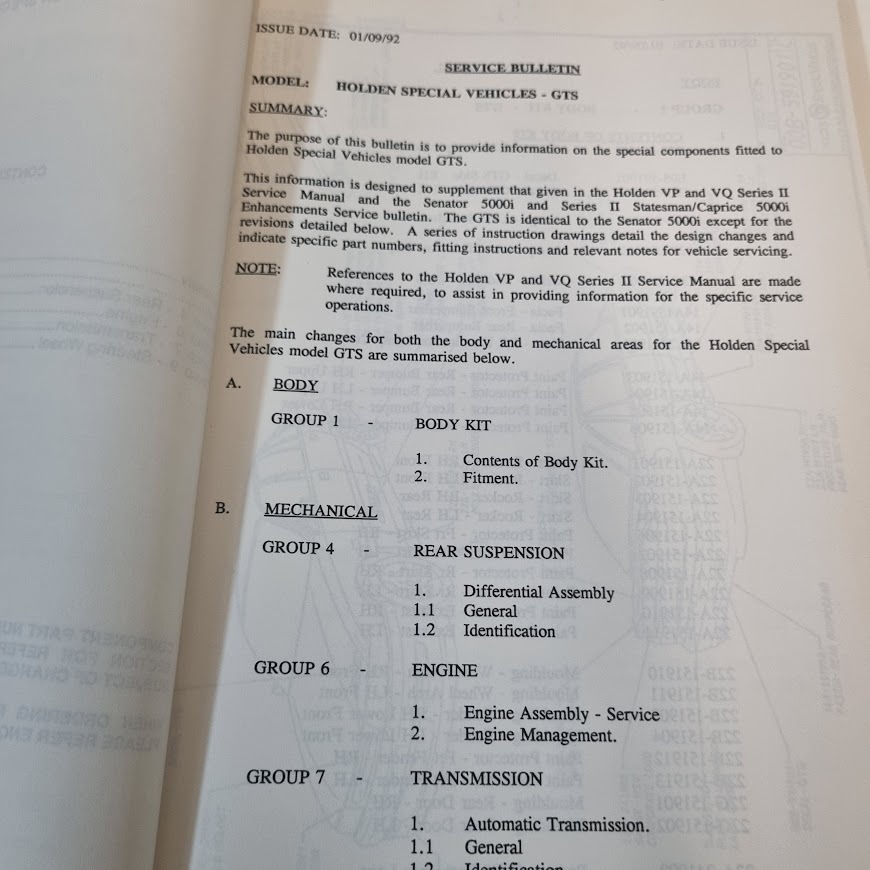 ISSUE DATE: 01/09/92
SERVICE BULLETIN
MODEL: HOLDEN SPECIAL VEHICLES - GTS
SUMMARY:
The purpose of this bulletin is to provide information on the special components fitted to
Holden Special Vehicles model GTS.
This information is designed to supplement that given in the Holden VP and VQ Series II
Service Manual and the Senator 5000i and Series II Statesman/Caprice 5000i
Enhancements Service bulletin. The GTS is identical to the Senator 5000i except for the
revisions detailed below. A series of instruction drawings detail the design changes and
indicate specific part numbers, fitting instructions and relevant notes for vehicle servicing.
NOTE: References to the Holden VP and VQ Series II Service Manual are made
where required, to assist in providing information for the specific service
operations.
The main changes for both the body and mechanical areas for the Holden Special
Vehicles model GTS are summarised below.
A. BODY
GROUP 1 - BODY KIT
1. Contents of Body Kit.
2. Fitment.
B. MECHANICAL
GROUP 4 - REAR SUSPENSION
1. Differential Assembly
1.1 General
1.2 Identification
GROUP 6 - ENGINE
1. Engine Assembly - Service
2. Engine Management.
GROUP 7 - TRANSMISSION
1. Automatic Transmission.
1.1 General
1.2 Identification